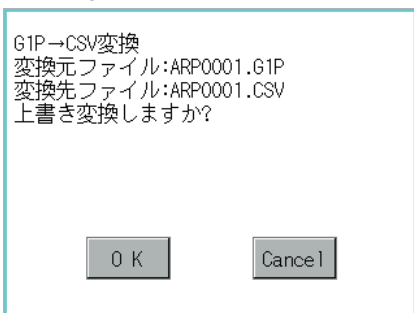 G1P→CSV変換
変換元ファイル:ARP0001.G1P
変換先ファイル:ARP0001.CSV
上書き変換しますか?
OK
Cancel